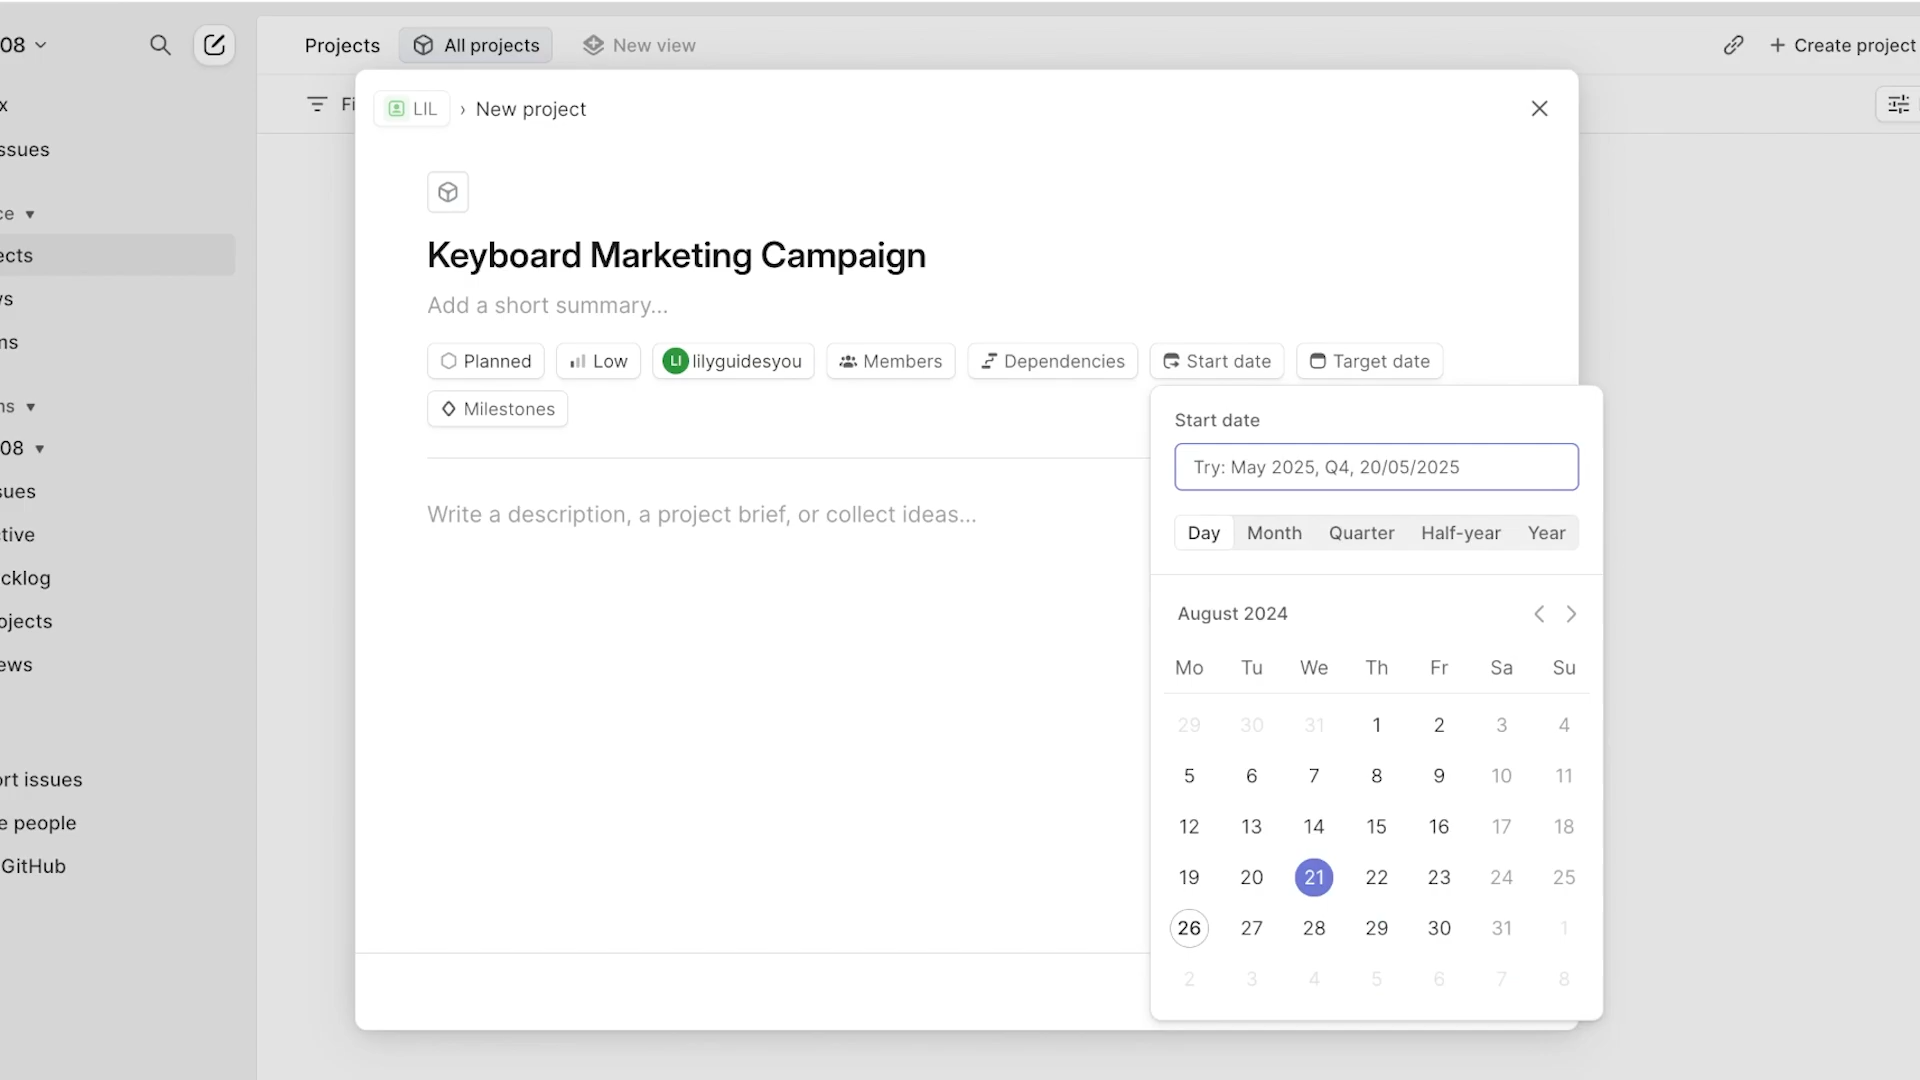 08
Projects All projects New view
Create project
x
Fi
LIL › New project
ssues
ce
ects
Keyboard Marketing Campaign
vs
Add a short summary...
ns
Planned Low LI lilyguidesyou Members Dependencies Start date Target date
ns
Milestones
08
Start date
Try: May 2025, Q4, 20/05/2025
sues
Write a description, a project brief, or collect ideas...
Day Month Quarter Half-year Year
ctive
cklog
ojects
August 2024
ews
Mo Tu We Th Fr Sa Su
29 30 31 1 2 3 4
5 6 7 8 9 10 11
ort issues
e people
12 13 14 15 16 17 18
GitHub
19 20 21 22 23 24 25
26 27 28 29 30 31 1
2 3 4 5 6 7 8